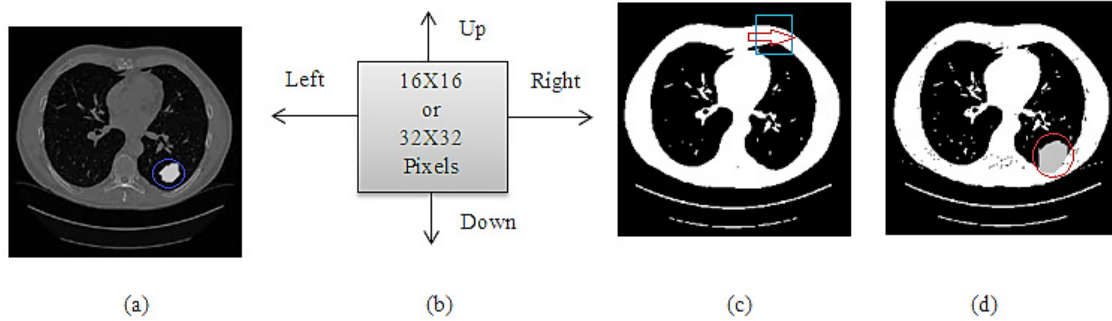 Up
Left
16X16
or
32X32
Pixels
Right
Down
(a)
(b)
(c)
(d)